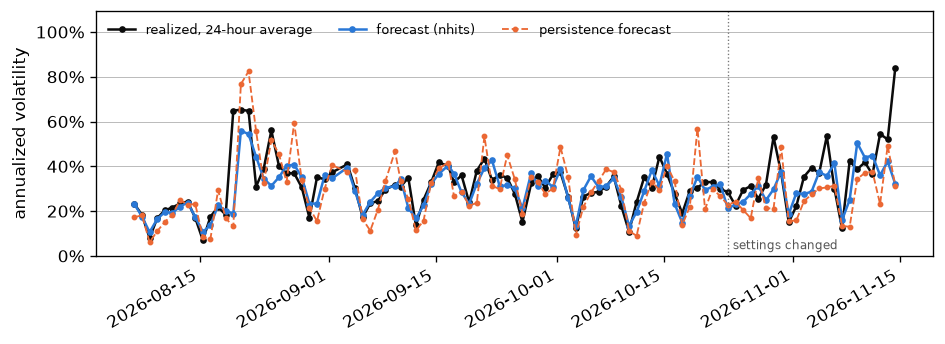 realized, 24-hour average forecast (nhits) persistence forecast
100%
80%
60%
40%
20%
0%
annualized volatility
settings changed
2026-08-15 2026-09-01 2026-09-15 2026-10-01 2026-10-15 2026-11-01 2026-11-15